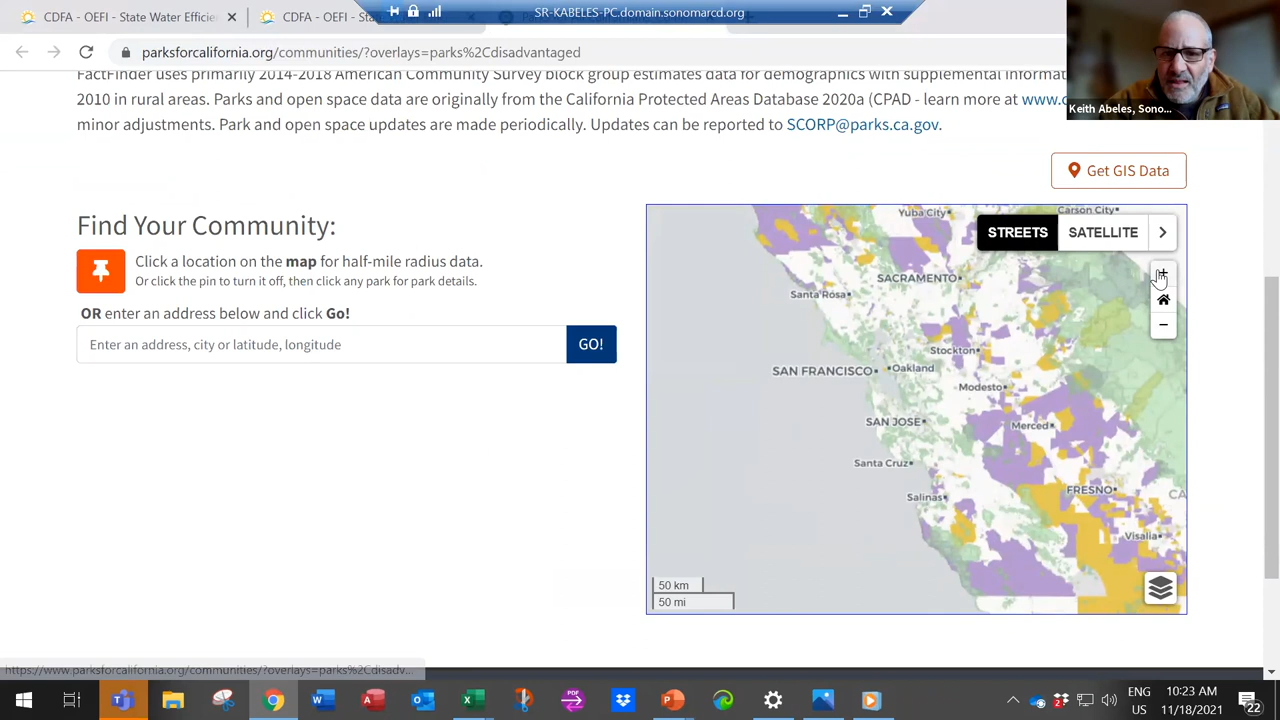 CDFA - OEFI - State Water Efficie
CDFA - OEFI - Sta
SR-KABELES-PC.domain.sonomarcd.org
parksforcalifornia.org/communities/?overlays=parks%2Cdisadvantaged
Keith Abeles, Sono...
FactFinder uses primarily 2014-2018 American Community Survey block group estimates data for demographics with supplemental informat
2010 in rural areas. Parks and open space data are originally from the California Protected Areas Database 2020a (CPAD - learn more at www.c
minor adjustments. Park and open space updates are made periodically. Updates can be reported to SCORP@parks.ca.gov.
Get GIS Data
Find Your Community:
Click a location on the map for half-mile radius data.
Or click the pin to turn it off, then click any park for park details.
OR enter an address below and click Go!
Enter an address, city or latitude, longitude
GO!
Yuba City
Carson City
STREETS
SATELLITE
SACRAMENTO
Santa Rosa
Stockton
SAN FRANCISCO
Oakland
Modesto
SAN JOSE
Merced
Santa Cruz
Salinas
FRESNO
CA
Visalia
50 km
50 mi
https://www.parksforcalifornia.org/communities/?overlays=parks%2Cdisadv...
ENG
US
10:23 AM
11/18/2021
22